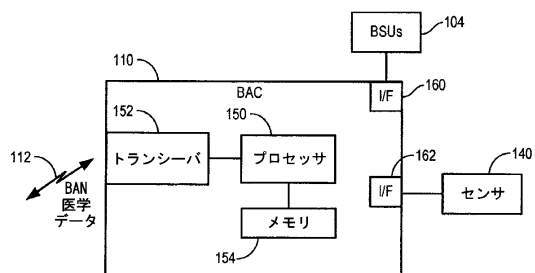 BSUs
104
110
BAC
I/F
160
152
150
トランシーバ
プロセッサ
162
140
112
BAN
医学
データ
I/F
センサ
メモリ
154